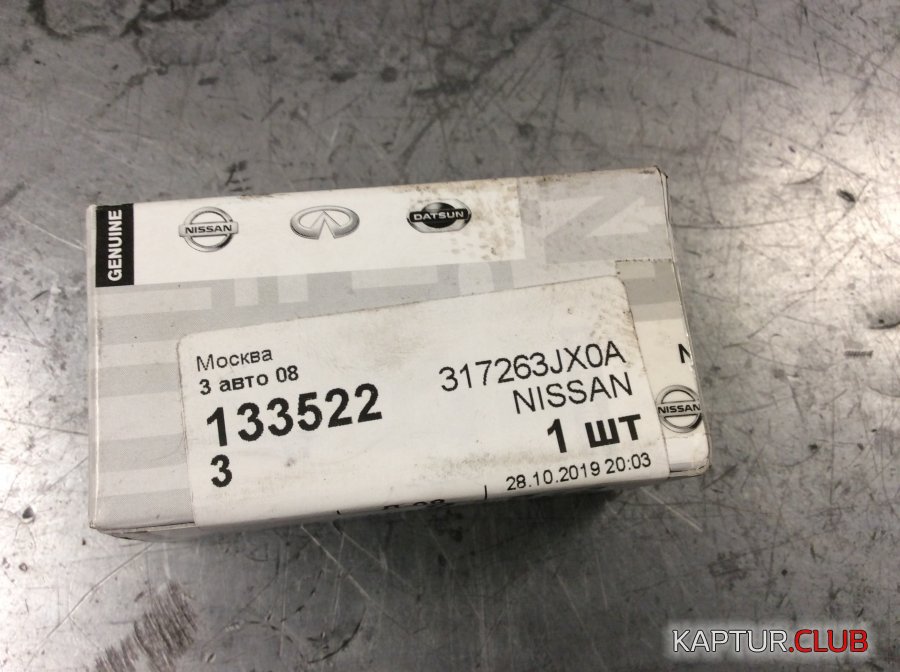 GENUINE
NISSAN
DATSUN
Москва
3 авто 08
133522
3
317263JX0A
NISSAN
1 шт
28.10.2019 20:03
NISSAN
KAPTUR.CLUB